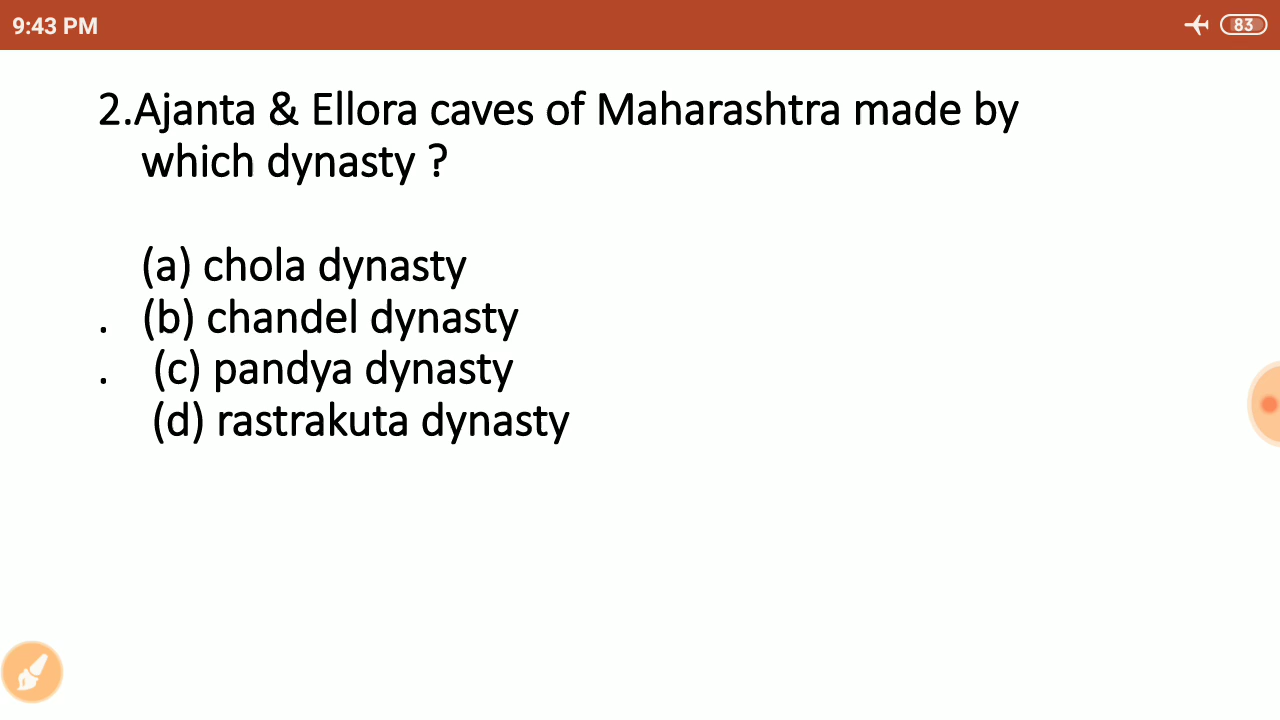 9:43 PM
83
2.Ajanta & Ellora caves of Maharashtra made by
which dynasty ?
(a) chola dynasty
. (b) chandel dynasty
. (c) pandya dynasty
(d) rastrakuta dynasty